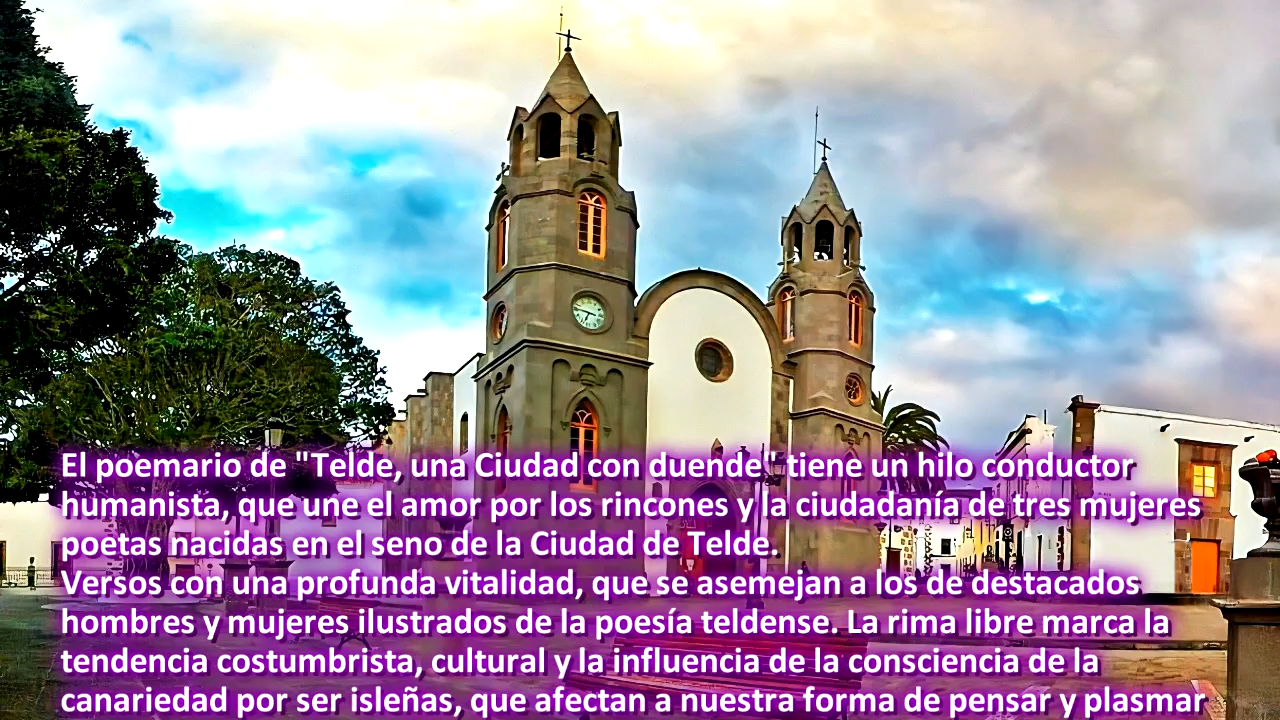 El poemario de "Telde, una Ciudad con duende" tiene un hilo conductor
humanista, que une el amor por los rincones y la ciudadanía de tres mujeres
poetas nacidas en el seno de la Ciudad de Telde.
Versos con una profunda vitalidad, que se asemejan a los de destacados
hombres y mujeres ilustrados de la poesía teldense. La rima libre marca la
tendencia costumbrista, cultural y la influencia de la consciencia de la
canariedad por ser isleñas, que afectan a nuestra forma de pensar y plasmar